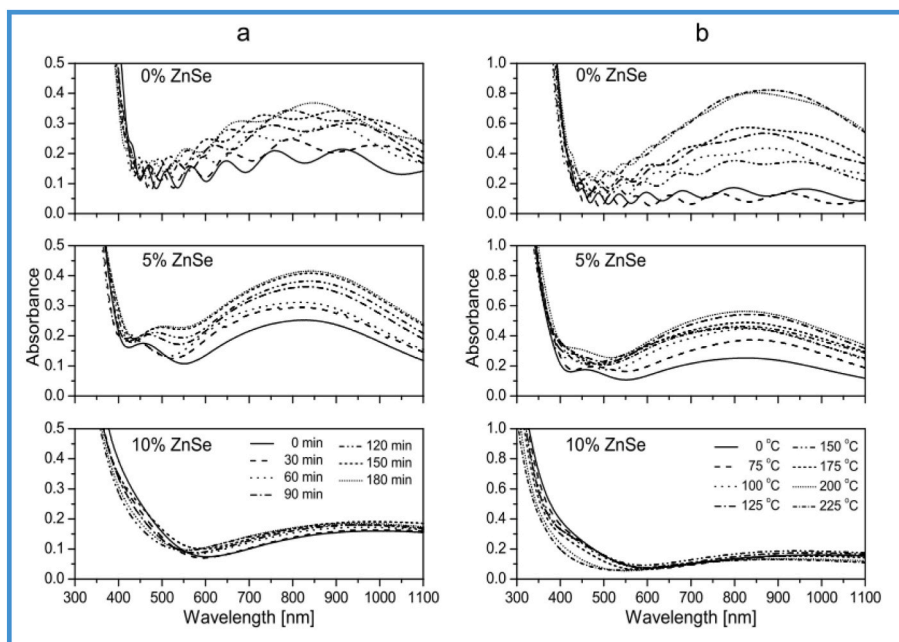 a
b
0.5
0.4
0.3
0.2
0.1
0.0
0% ZnSe
1.0
0.8
0.6
0.4
0.2
0.0
0% ZnSe
0.5
0.4
0.3
0.2
0.1
0.0
5% ZnSe
1.0
0.8
0.6
0.4
0.2
0.0
5% ZnSe
Absorbance
Absorbance
0.5
0.4
0.3
0.2
0.1
0.0
10% ZnSe
0 min
30 min
60 min
90 min
120 min
150 min
180 min
300 400 500 600 700 800 900 1000 1100
Wavelength [nm]
1.0
0.8
0.6
0.4
0.2
0.0
10% ZnSe
0 °C
75 °C
100 °C
125 °C
150 °C
175 °C
200 °C
225 °C
300 400 500 600 700 800 900 1000 1100
Wavelength [nm]